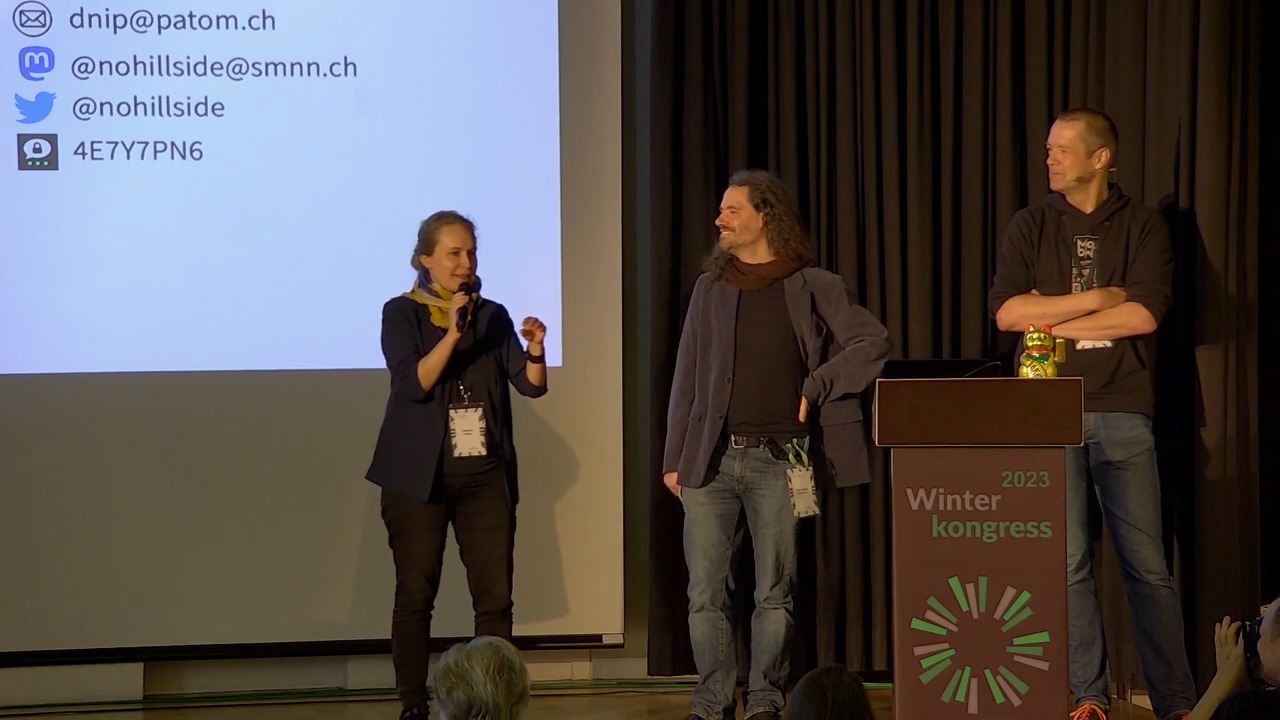 dnip@patom.ch
@nohillside@smnn.ch
@nohillside
4E7Y7PN6
2023
Winter
kongress